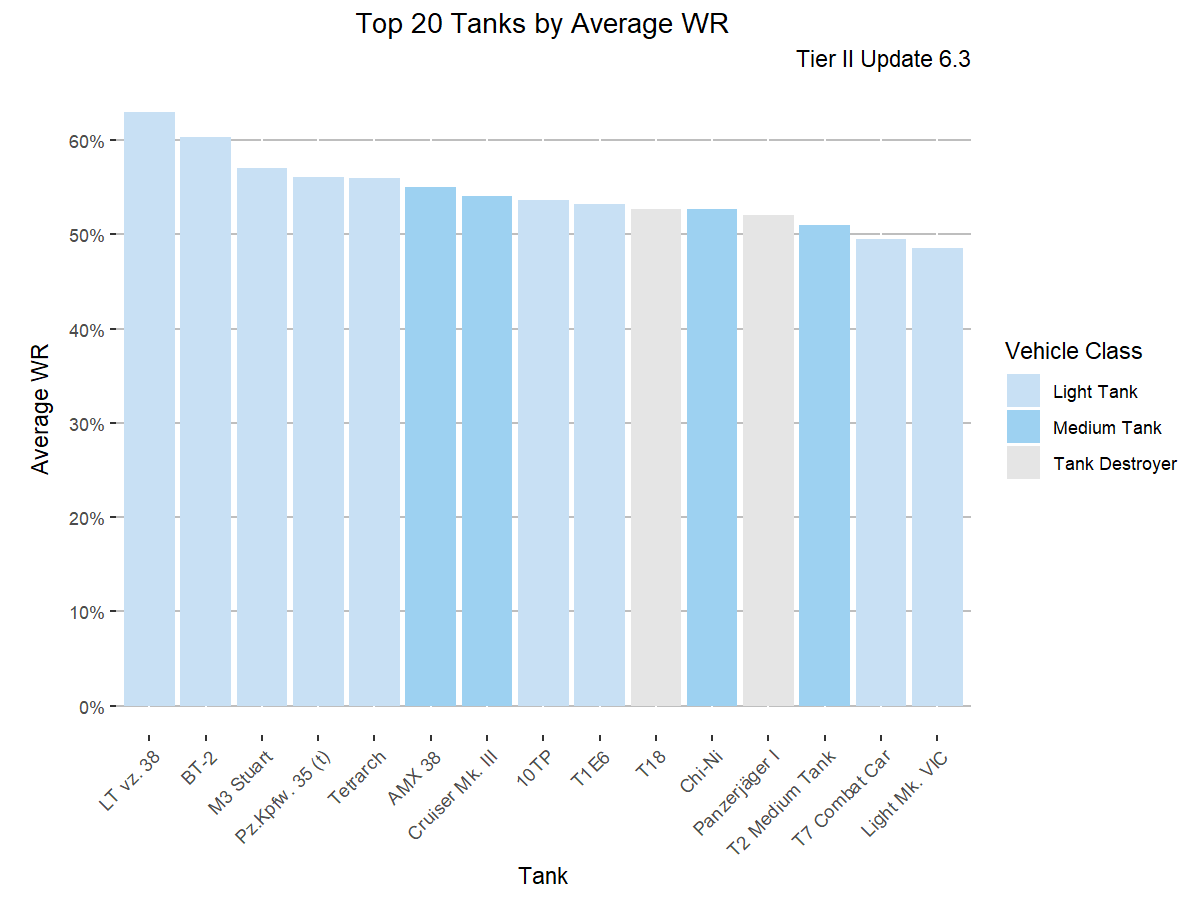 Top 20 Tanks by Average WR
Tier II Update 6.3
60%
50%
40%
30%
20%
10%
0%
Average WR
LT vz. 38
BT-2
M3 Stuart
Pz.Kpfw. 35 (t)
Tetrarch
AMX 38
Cruiser Mk. III
10TP
T1E6
T18
Chi-Ni
Panzerjäger I
T2 Medium Tank
T7 Combat Car
Light Mk. VIC
Tank
Vehicle Class
Light Tank
Medium Tank
Tank Destroyer